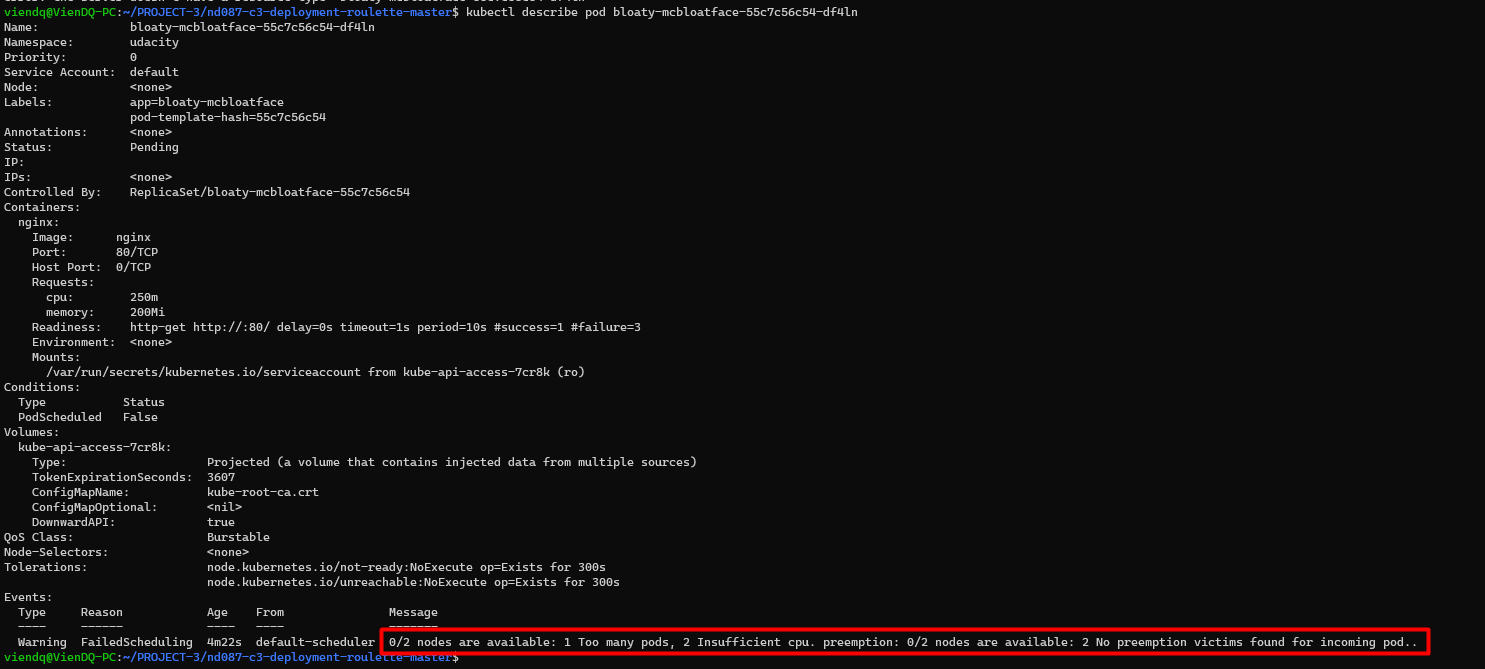 viendq@VienDQ-PC:~/PROJECT-3/nd087-c3-deployment-roulette-master$ kubectl describe pod bloaty-mcbloatface-55c7c56c54-df4ln
Name:             bloaty-mcbloatface-55c7c56c54-df4ln
Namespace:        udacity
Priority:         0
Service Account:  default
Node:             <none>
Labels:           app=bloaty-mcbloatface
                  pod-template-hash=55c7c56c54
Annotations:      <none>
Status:           Pending
IP:
IPs:              <none>
Controlled By:    ReplicaSet/bloaty-mcbloatface-55c7c56c54
Containers:
  nginx:
    Image:      nginx
    Port:       80/TCP
    Host Port:  0/TCP
    Requests:
      cpu:        250m
      memory:     200Mi
    Readiness:    http-get http://:80/ delay=0s timeout=1s period=10s #success=1 #failure=3
    Environment:  <none>
    Mounts:
      /var/run/secrets/kubernetes.io/serviceaccount from kube-api-access-7cr8k (ro)
Conditions:
  Type           Status
  PodScheduled   False
Volumes:
  kube-api-access-7cr8k:
    Type:                    Projected (a volume that contains injected data from multiple sources)
    TokenExpirationSeconds:  3607
    ConfigMapName:           kube-root-ca.crt
    ConfigMapOptional:       <nil>
    DownwardAPI:             true
QoS Class:                   Burstable
Node-Selectors:              <none>
Tolerations:                 node.kubernetes.io/not-ready:NoExecute op=Exists for 300s
                             node.kubernetes.io/unreachable:NoExecute op=Exists for 300s
Events:
  Type     Reason            Age    From               Message
  ----     ------            ----   ----               -------
  Warning  FailedScheduling  4m22s  default-scheduler  0/2 nodes are available: 1 Too many pods, 2 Insufficient cpu. preemption: 0/2 nodes are available: 2 No preemption victims found for incoming pod..
viendq@VienDQ-PC:~/PROJECT-3/nd087-c3-deployment-roulette-master$